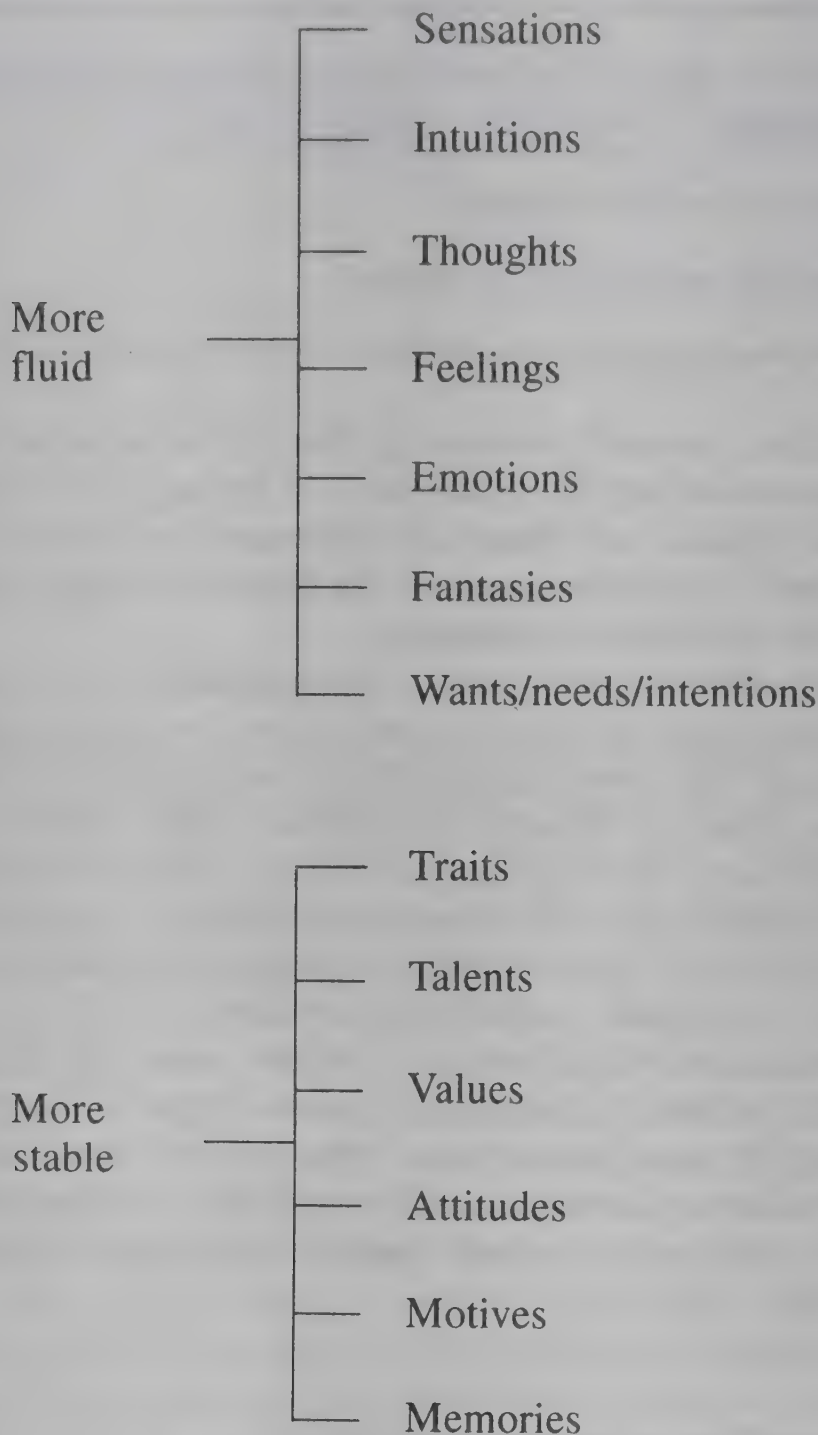 Sensations
Intuitions
Thoughts
More
fluid
Feelings
Emotions
Fantasies
Wants/needs/intentions
Traits
Talents
Values
More
stable
Attitudes
Motives
Memories